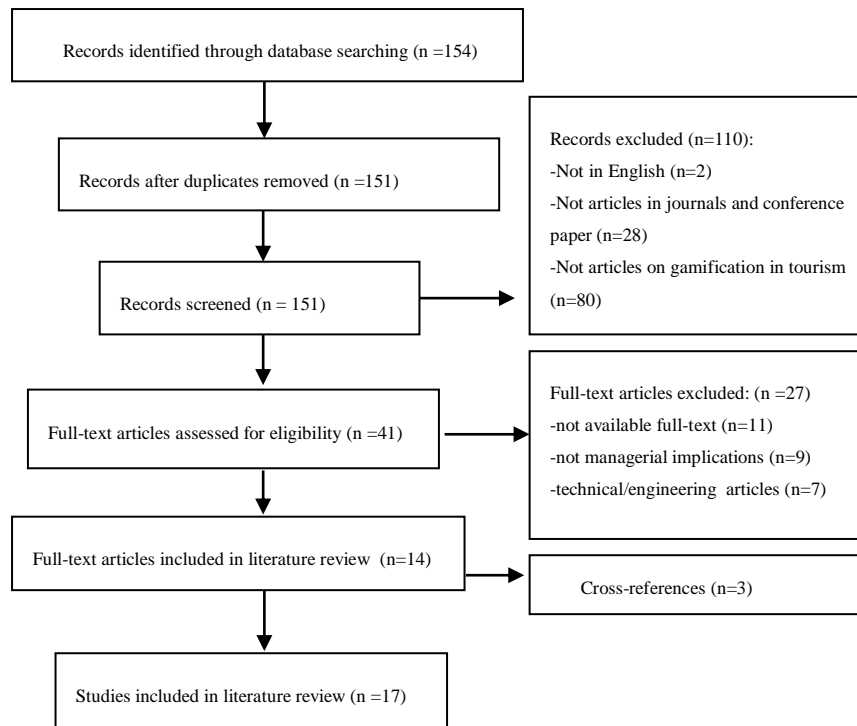 Records identified through database searching (n =154)
Records after duplicates removed (n =151)
Records excluded (n=110):
-Not in English (n=2)
-Not articles in journals and conference
paper (n=28)
-Not articles on gamification in tourism
(n=80)
Records screened (n = 151)
Full-text articles assessed for eligibility (n =41)
Full-text articles excluded: (n =27)
-not available full-text (n=11)
-not managerial implications (n=9)
-technical/engineering articles (n=7)
Full-text articles included in literature review (n=14)
Cross-references (n=3)
Studies included in literature review (n =17)